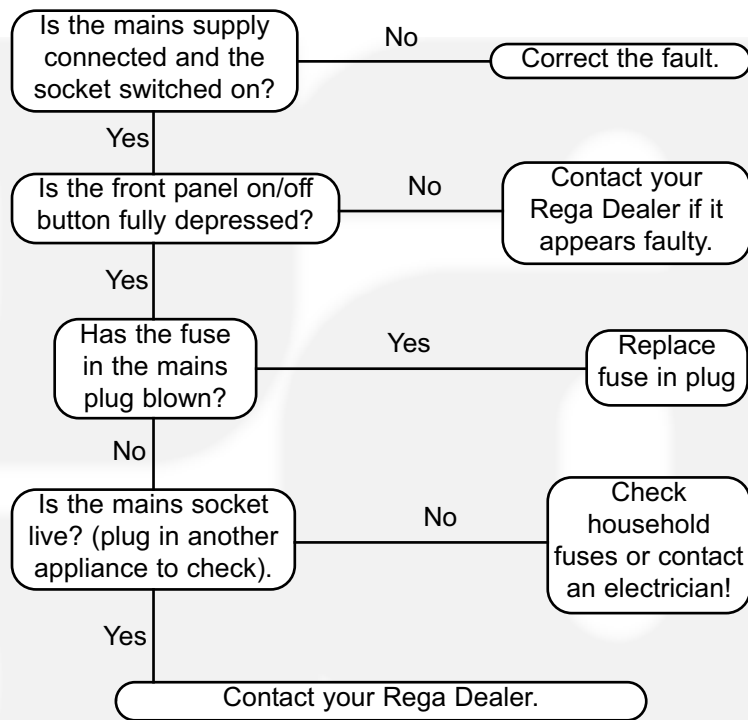 Is the mains supply
connected and the
socket switched on?
No
Correct the fault.
Yes
Is the front panel on/off
button fully depressed?
No
Contact your
Rega Dealer if it
appears faulty.
Yes
Has the fuse
in the mains
plug blown?
Yes
Replace
fuse in plug
No
Is the mains socket
live? (plug in another
appliance to check).
No
Check
household
fuses or contact
an electrician!
Yes
Contact your Rega Dealer.